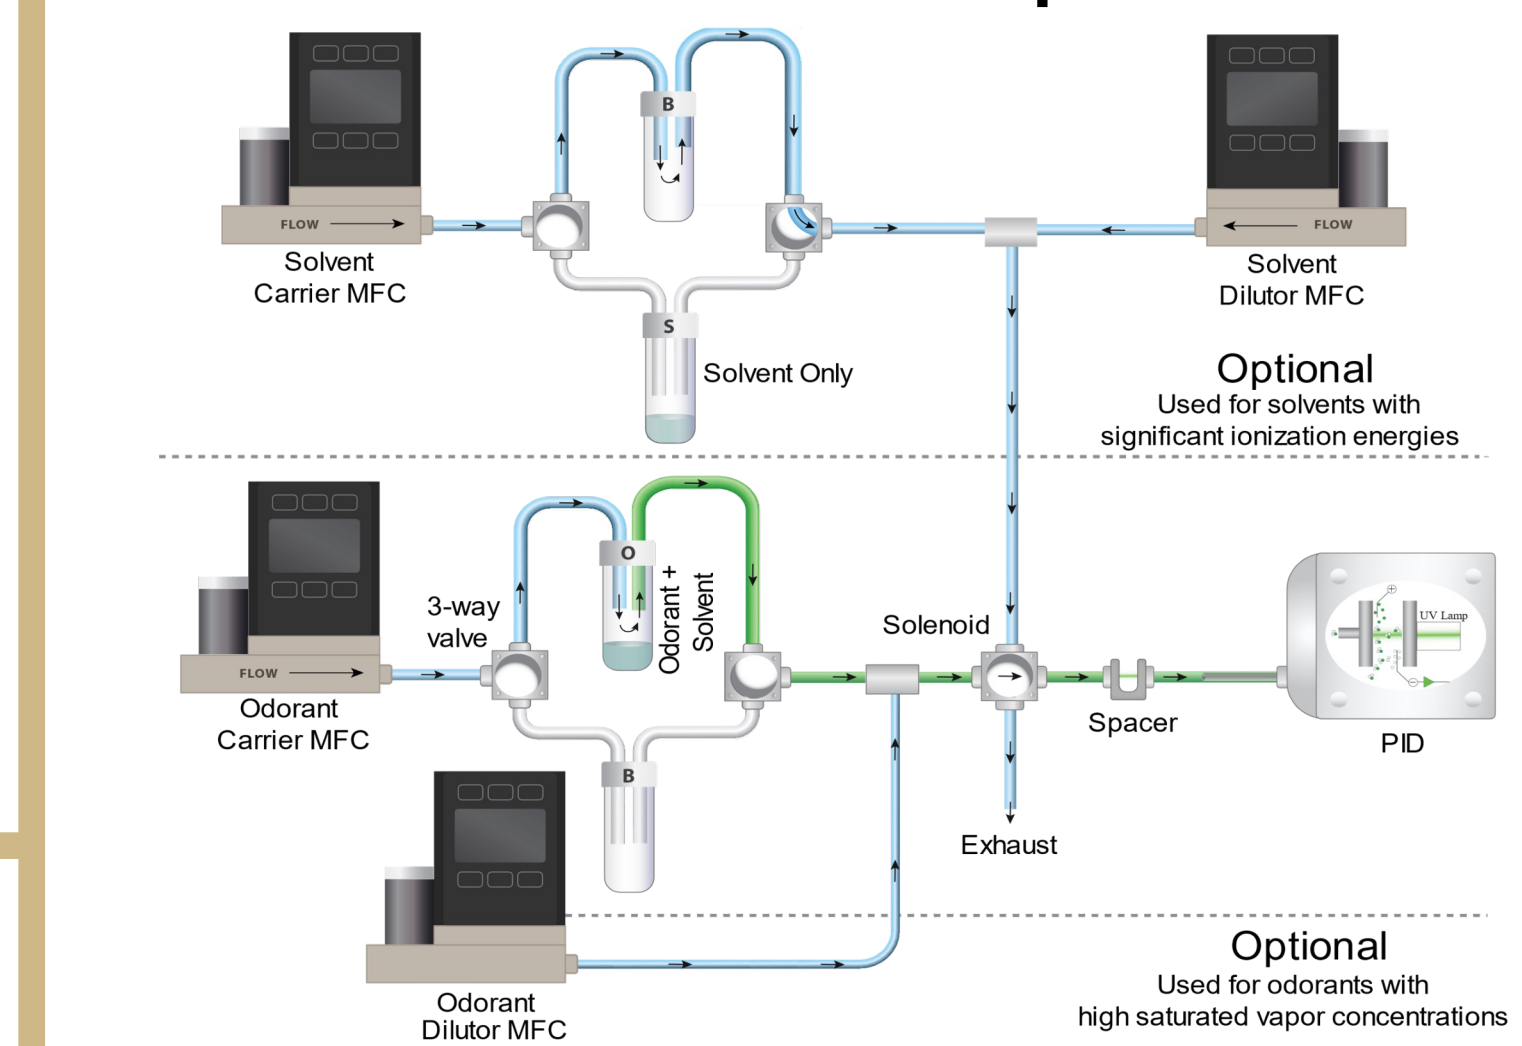 B
FLOW
FLOW
Solvent
Carrier MFC
Solvent
Dilutor MFC
S
Solvent Only
Optional
Used for solvents with
significant ionization energies
O
Odorant +
Solvent
3-way
valve
Solenoid
UV Lamp
FLOW
Odorant
Carrier MFC
Spacer
PID
B
Exhaust
Optional
Used for odorants with
high saturated vapor concentrations
Odorant
Dilutor MFC